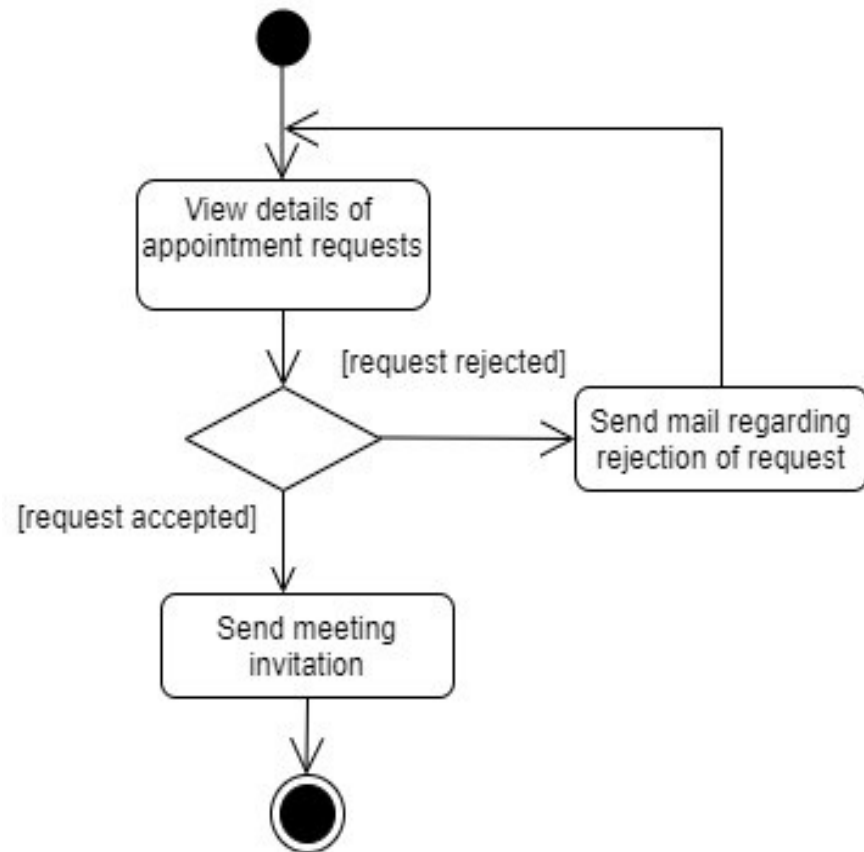 View details of
appointment requests
[request rejected]
Send mail regarding
rejection of request
[request accepted]
Send meeting
invitation